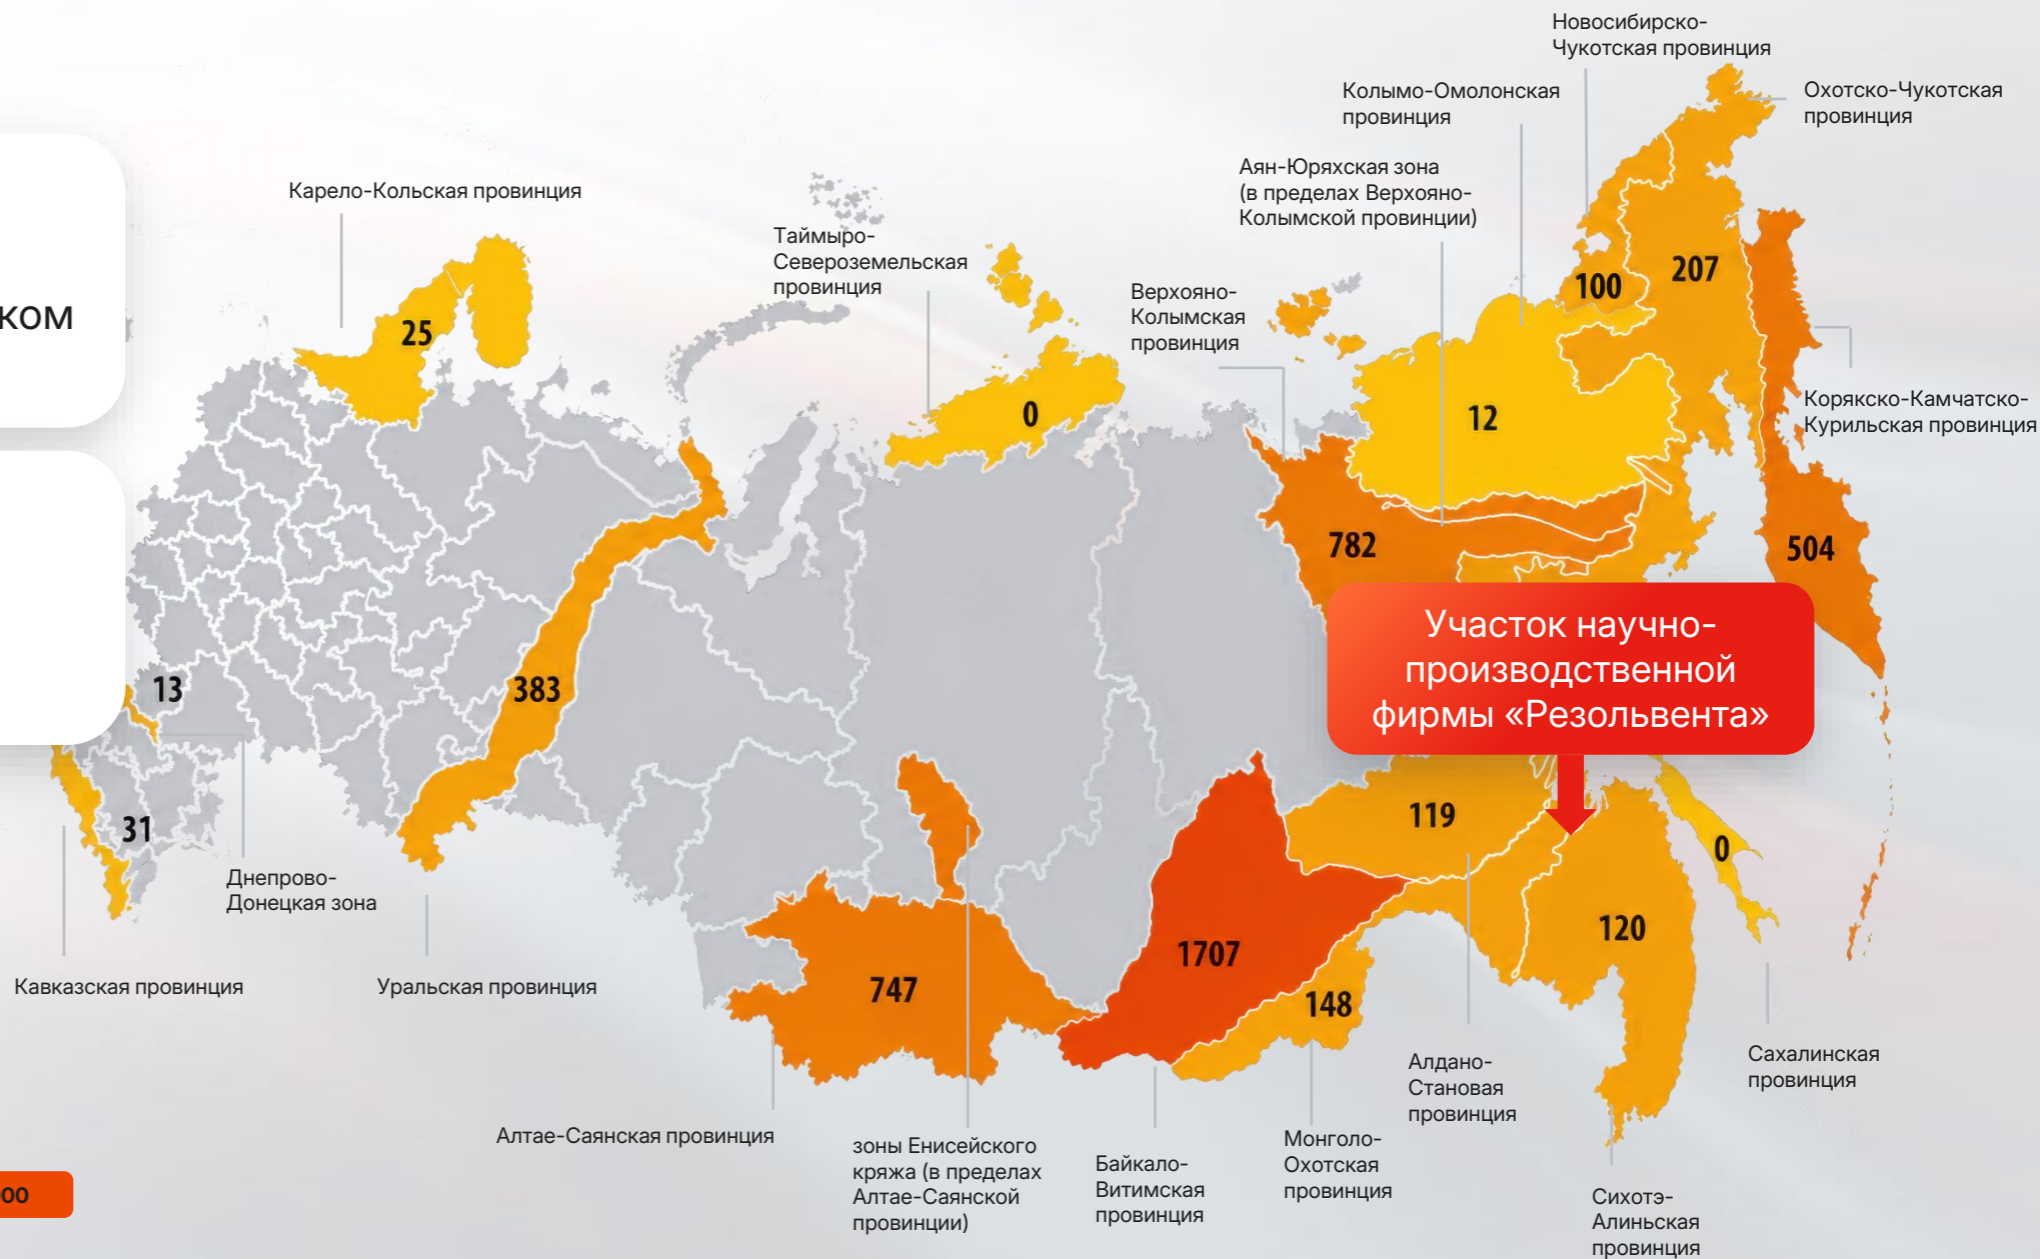 Новосибирско-
Чукотская провинция
Колымо-Омолонская
провинция
Охотско-Чукотская
провинция
Аян-Юряхская зона
(в пределах Верхояно-
Колымской провинции)
Карело-Кольская провинция
Таймыро-
Североземельская
провинция
Верхояно-
Колымская
провинция
ком
25
0
12
100
207
Корякско-Камчатско-
Курильская провинция
782
504
Участок научно-
производственной
фирмы «Резольвента»
13
383
31
119
0
120
1707
747
148
Днепрово-
Донецкая зона
Кавказская провинция
Уральская провинция
Алтае-Саянская провинция
зоны Енисейского
кряжа (в пределах
Алтае-Саянской
провинции)
Байкало-
Витимская
провинция
Монголо-
Охотская
провинция
Алдано-
Становая
провинция
Сахалинская
провинция
Сихотэ-
Алиньская
провинция
00